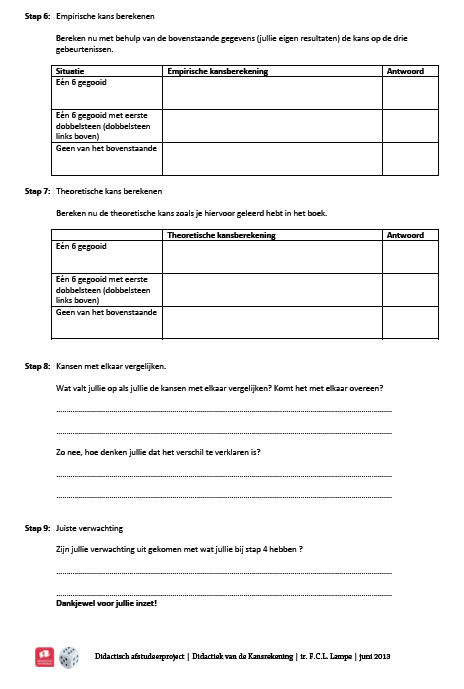 Stap 6: Empirische kans berekenen
Bereken nu met behulp van de bovenstaande gegevens (jullie eigen resultaten) de kans op de drie
gebeurtenissen.
Situatie Empirische kansberekening Antwoord
Eén 6 gegooid
Eén 6 gegooid met eerste
dobbelsteen (dobbelsteen
links boven)
Geen van het bovenstaande
Stap 7: Theoretische kans berekenen
Bereken nu de theoretische kans zoals je hiervoor geleerd hebt in het boek.
Theoretische kansberekening Antwoord
Eén 6 gegooid
Eén 6 gegooid met eerste
dobbelsteen (dobbelsteen
links boven)
Geen van het bovenstaande
Stap 8: Kansen met elkaar vergelijken.
Wat valt jullie op als jullie de kansen met elkaar vergelijken? Komt het met elkaar overeen?
Zo nee, hoe denken jullie dat het verschil te verklaren is?
Stap 9: Juiste verwachting
Zijn jullie verwachting uit gekomen met wat jullie bij stap 4 hebben ?
Dankjewel voor jullie inzet!
Didactisch afstudeerproject | Didactiek van de Kansrekening | ir. F.C.L. Lampe | juni 2013